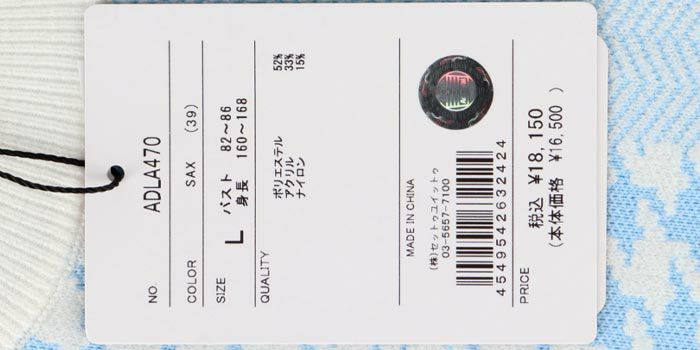 NO. ADLA470
COLOR SAX (39)
SIZE L バスト 82～86
身長 160～168
QUALITY
ポリエステル 52%
アクリル 33%
ナイロン 15%
MADE IN CHINA
(株)セットゥユイットゥ
03-5657-7100
4549542632424
PRICE 税込 ¥18,150
(本体価格 ¥16,500)